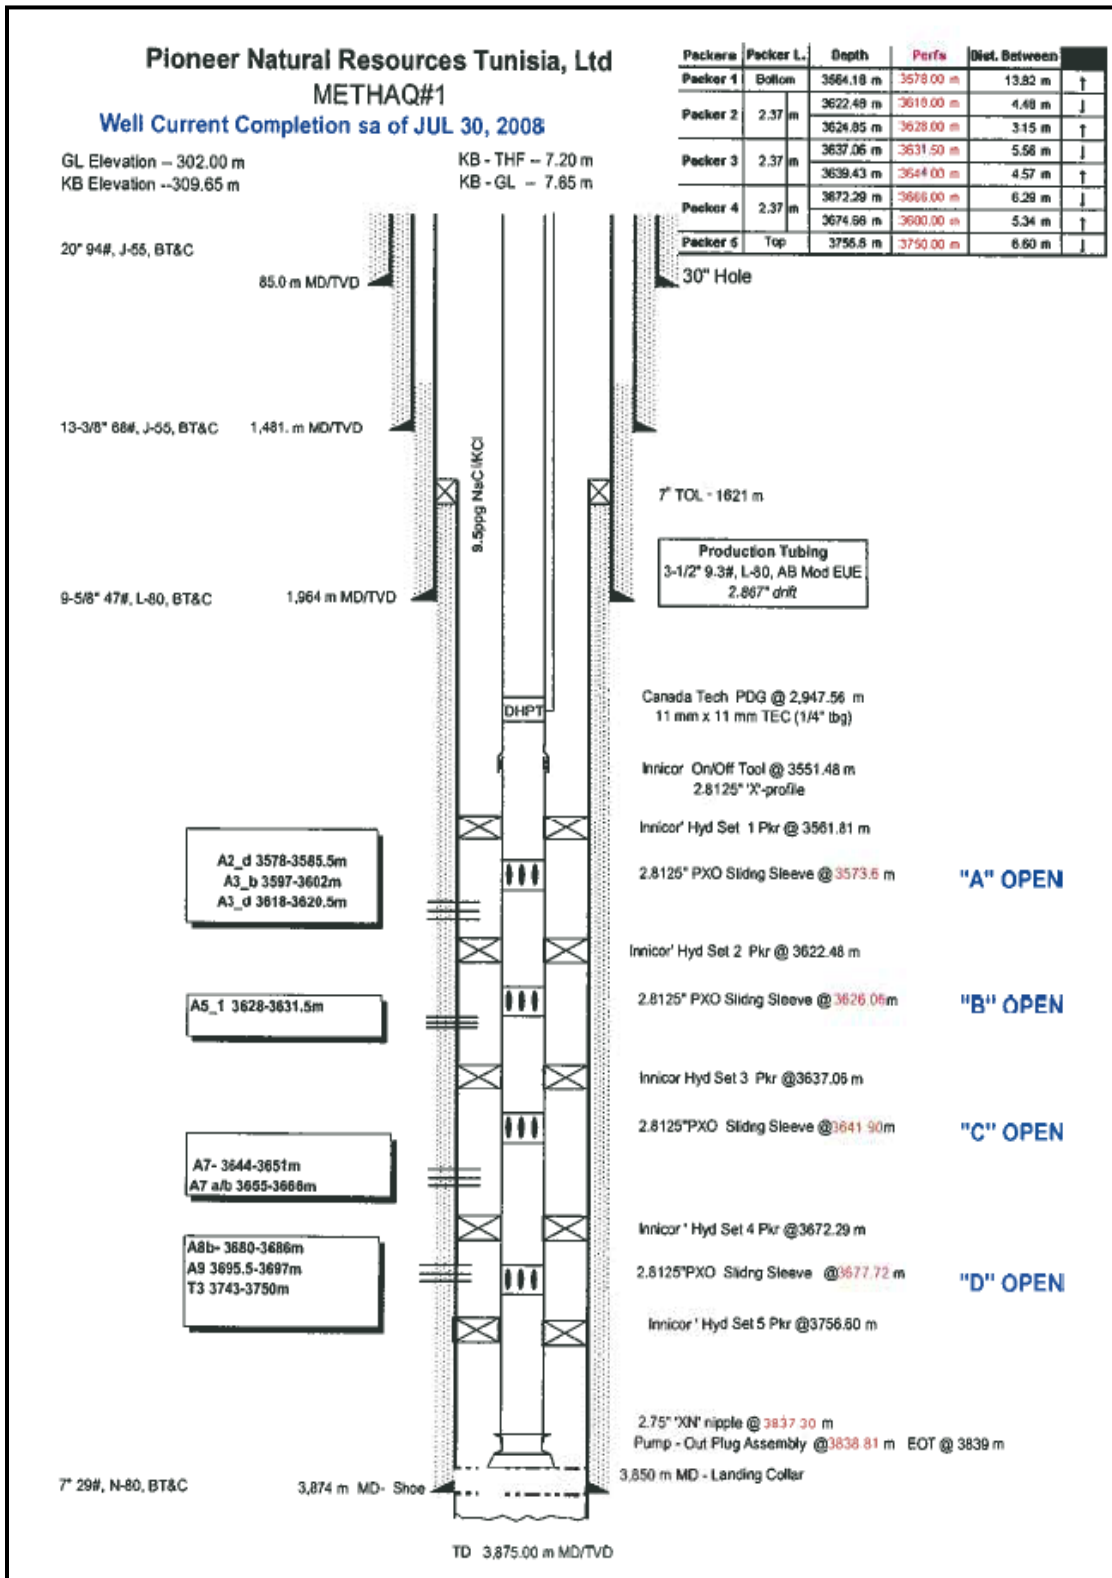 Pioneer Natural Resources Tunisia, Ltd
METHAQ#1
Well Current Completion sa of JUL 30, 2008
GL Elevation -- 302.00 m
KB Elevation --309.65 m
KB - THF -- 7.20 m
KB - GL -- 7.65 m
Packers Packer L. Depth Perfs Dist. Between
Packer 1 Bottom 3564.18 m 3578.00 m 13.82 m ↑
Packer 2 2.37 m 3622.48 m 3618.00 m 4.48 m ↓
3624.85 m 3628.00 m 3.15 m ↑
Packer 3 2.37 m 3637.06 m 3631.50 m 5.56 m ↓
3639.43 m 3644.00 m 4.57 m ↑
Packer 4 2.37 m 3672.29 m 3666.00 m 6.29 m ↓
3674.66 m 3680.00 m 5.34 m ↑
Packer 5 Top 3756.6 m 3750.00 m 6.60 m ↓
20" 94#, J-55, BT&C
85.0 m MD/TVD
30" Hole
13-3/8" 68#, J-55, BT&C 1,481. m MD/TVD
9.5ppg NaCl/KCl
7" TOL - 1621 m
Production Tubing
3-1/2" 9.3#, L-80, AB Mod EUE
2.867" drift
9-5/8" 47#, L-80, BT&C 1,964 m MD/TVD
Canada Tech PDG @ 2,947.56 m
11 mm x 11 mm TEC (1/4" tbg)
DHPT
Innicor On/Off Tool @ 3551.48 m
2.8125" 'X'-profile
Innicor' Hyd Set 1 Pkr @ 3561.81 m
A2_d 3578-3585.5m
A3_b 3597-3602m
A3_d 3618-3620.5m
2.8125" PXO Slidng Sleeve @ 3573.6 m "A" OPEN
Innicor' Hyd Set 2 Pkr @ 3622.48 m
A5_1 3628-3631.5m
2.8125" PXO Slidng Sleeve @ 3626.06m "B" OPEN
Innicor Hyd Set 3 Pkr @3637.06 m
2.8125"PXO Slidng Sleeve @3641.90m "C" OPEN
A7- 3644-3651m
A7 a/b 3655-3666m
Innicor ' Hyd Set 4 Pkr @3672.29 m
A8b- 3680-3686m
A9 3695.5-3697m
T3 3743-3750m
2.8125"PXO Slidng Sleeve @3677.72 m "D" OPEN
Innicor ' Hyd Set 5 Pkr @3756.60 m
2.75" 'XN' nipple @ 3837.30 m
Pump - Out Plug Assembly @3838.81 m EOT @ 3839 m
3,850 m MD - Landing Collar
7" 29#, N-80, BT&C 3,874 m MD- Shoe
TD 3,875.00 m MD/TVD